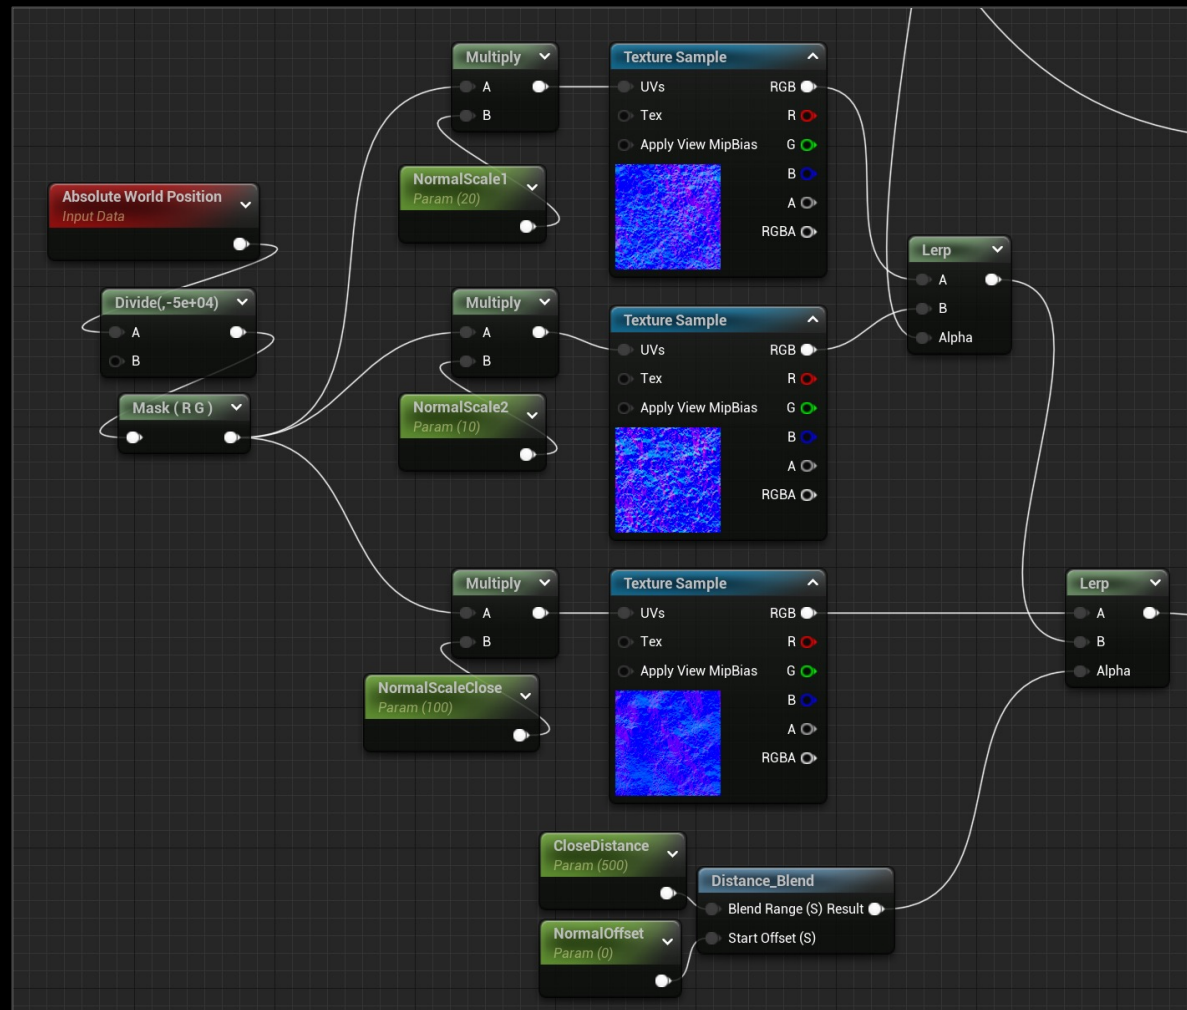 Multiply
A
B
Texture Sample
UVs RGB
Tex R
Apply View MipBias G
B
A
RGBA
NormalScale1
Param (20)
Absolute World Position
Input Data
Divide(,-5e+04)
A
B
Mask ( R G )
Multiply
A
B
NormalScale2
Param (10)
Texture Sample
UVs RGB
Tex R
Apply View MipBias G
B
A
RGBA
Lerp
A
B
Alpha
Multiply
A
B
NormalScaleClose
Param (100)
Texture Sample
UVs RGB
Tex R
Apply View MipBias G
B
A
RGBA
Lerp
A
B
Alpha
CloseDistance
Param (500)
NormalOffset
Param (0)
Distance_Blend
Blend Range (S) Result
Start Offset (S)